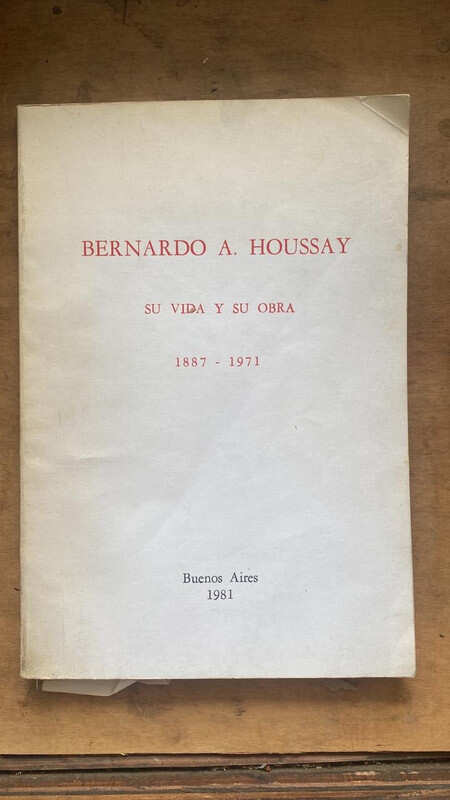 BERNARDO A. HOUSSAY
SU VIDA Y SU OBRA
1887 - 1971
Buenos Aires
1981